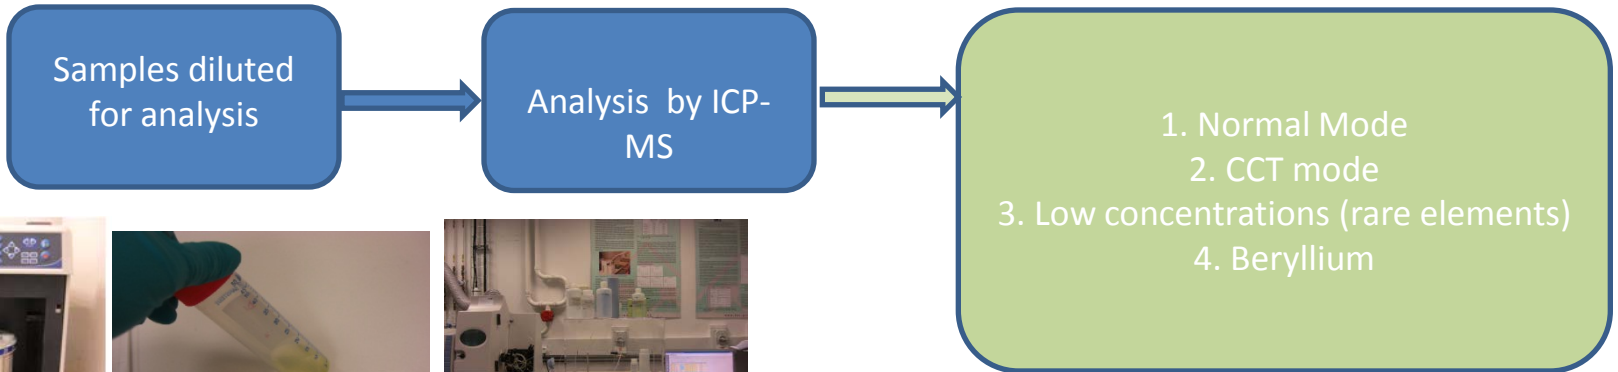 Samples diluted
for analysis
Analysis by ICP-
MS
1. Normal Mode
2. CCT mode
3. Low concentrations (rare elements)
4. Beryllium